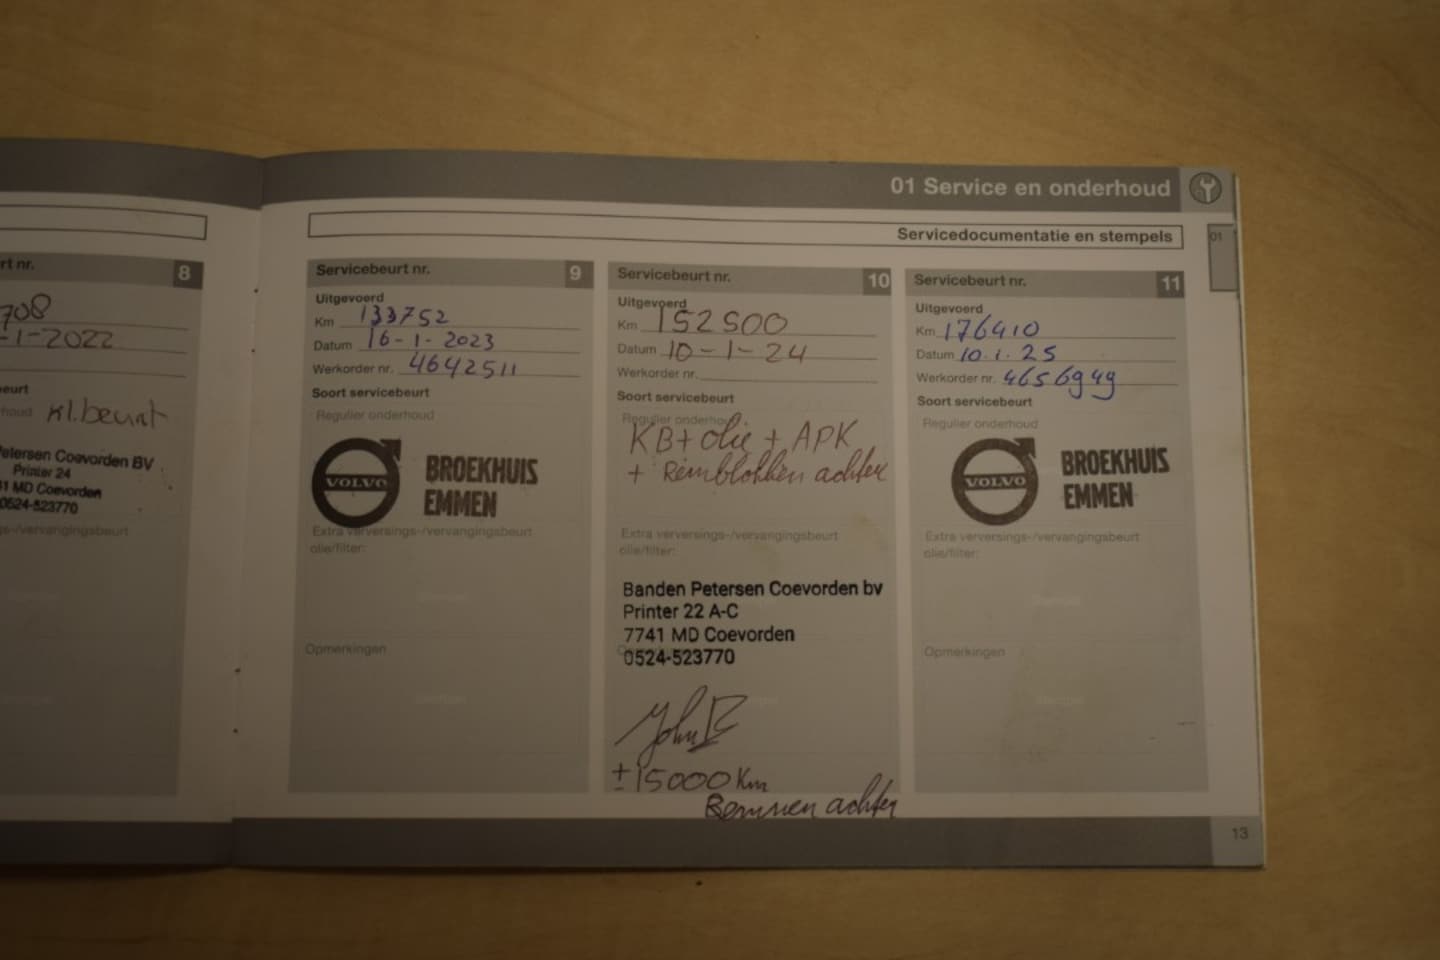 01 Service en onderhoud
01
Servicedocumentatie en stempels
rt nr. 8
708
-1-2022
eurt
houd kl.beurt
Petersen Coevorden BV
Printer 24
1 MD Coevorden
0524-523770
gs-/vervangingsbeurt
Servicebeurt nr. 9
Uitgevoerd
Km 133752
Datum 16-1-2023
Werkorder nr. 4642511
Soort servicebeurt
Regulier onderhoud
VOLVO
BROEKHUIS
EMMEN
Extra verversings-/vervangingsbeurt
olie/filter:
Opmerkingen
Servicebeurt nr. 10
Uitgevoerd
Km 152500
Datum 10-1-24
Werkorder nr.
Soort servicebeurt
Regulier onderhoud
KB+olie + APK
+ Remblokken achter
Extra verversings-/vervangingsbeurt
olie/filter:
Banden Petersen Coevorden bv
Printer 22 A-C
7741 MD Coevorden
Opmerkingen
0524-523770
John
±15000 Km
Remmen achter
Servicebeurt nr. 11
Uitgevoerd
Km 176410
Datum 10.1.25
Werkorder nr. 4656949
Soort servicebeurt
Regulier onderhoud
VOLVO
BROEKHUIS
EMMEN
Extra verversings-/vervangingsbeurt
olie/filter:
Opmerkingen
13